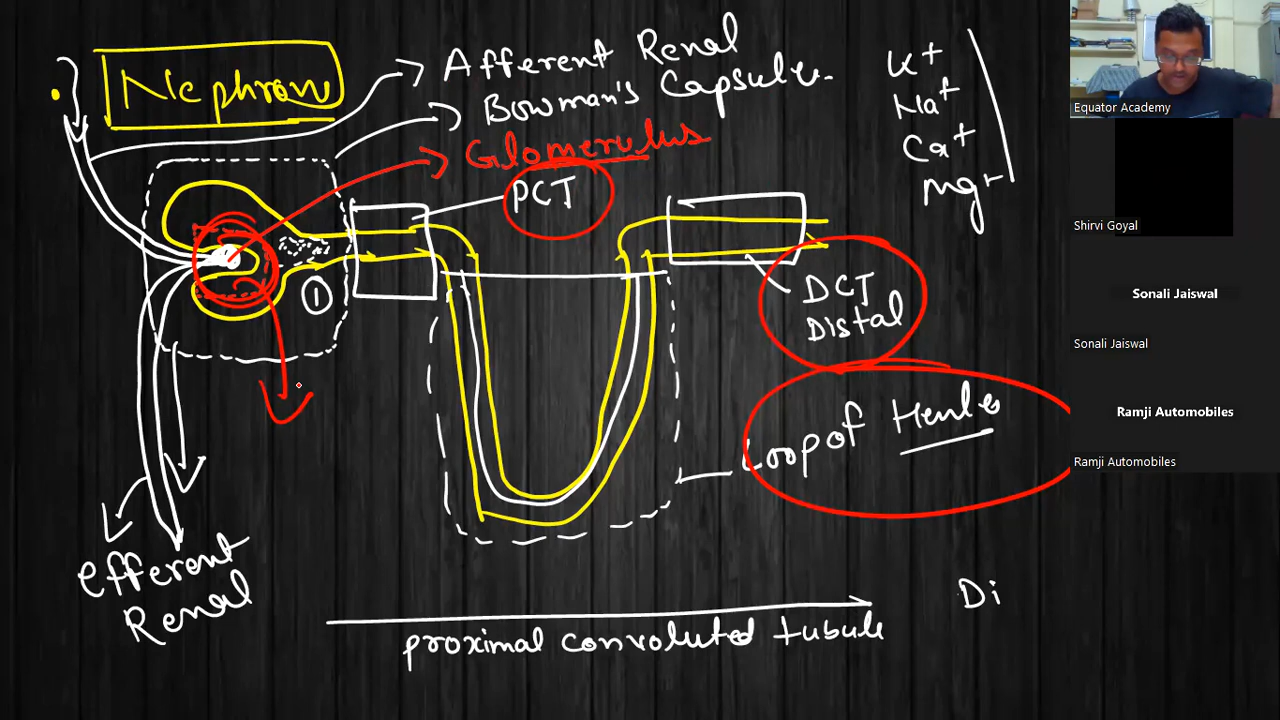 Nephron
Afferent Renal
Bowman's Capsule.
Glomerulus
PCT
K+
Na+
Ca+
Mg+
1
DCT
Distal
Loop of Henle
efferent
Renal
proximal convoluted tubule
Di
Equator Academy
Shirvi Goyal
Sonali Jaiswal
Sonali Jaiswal
Ramji Automobiles
Ramji Automobiles